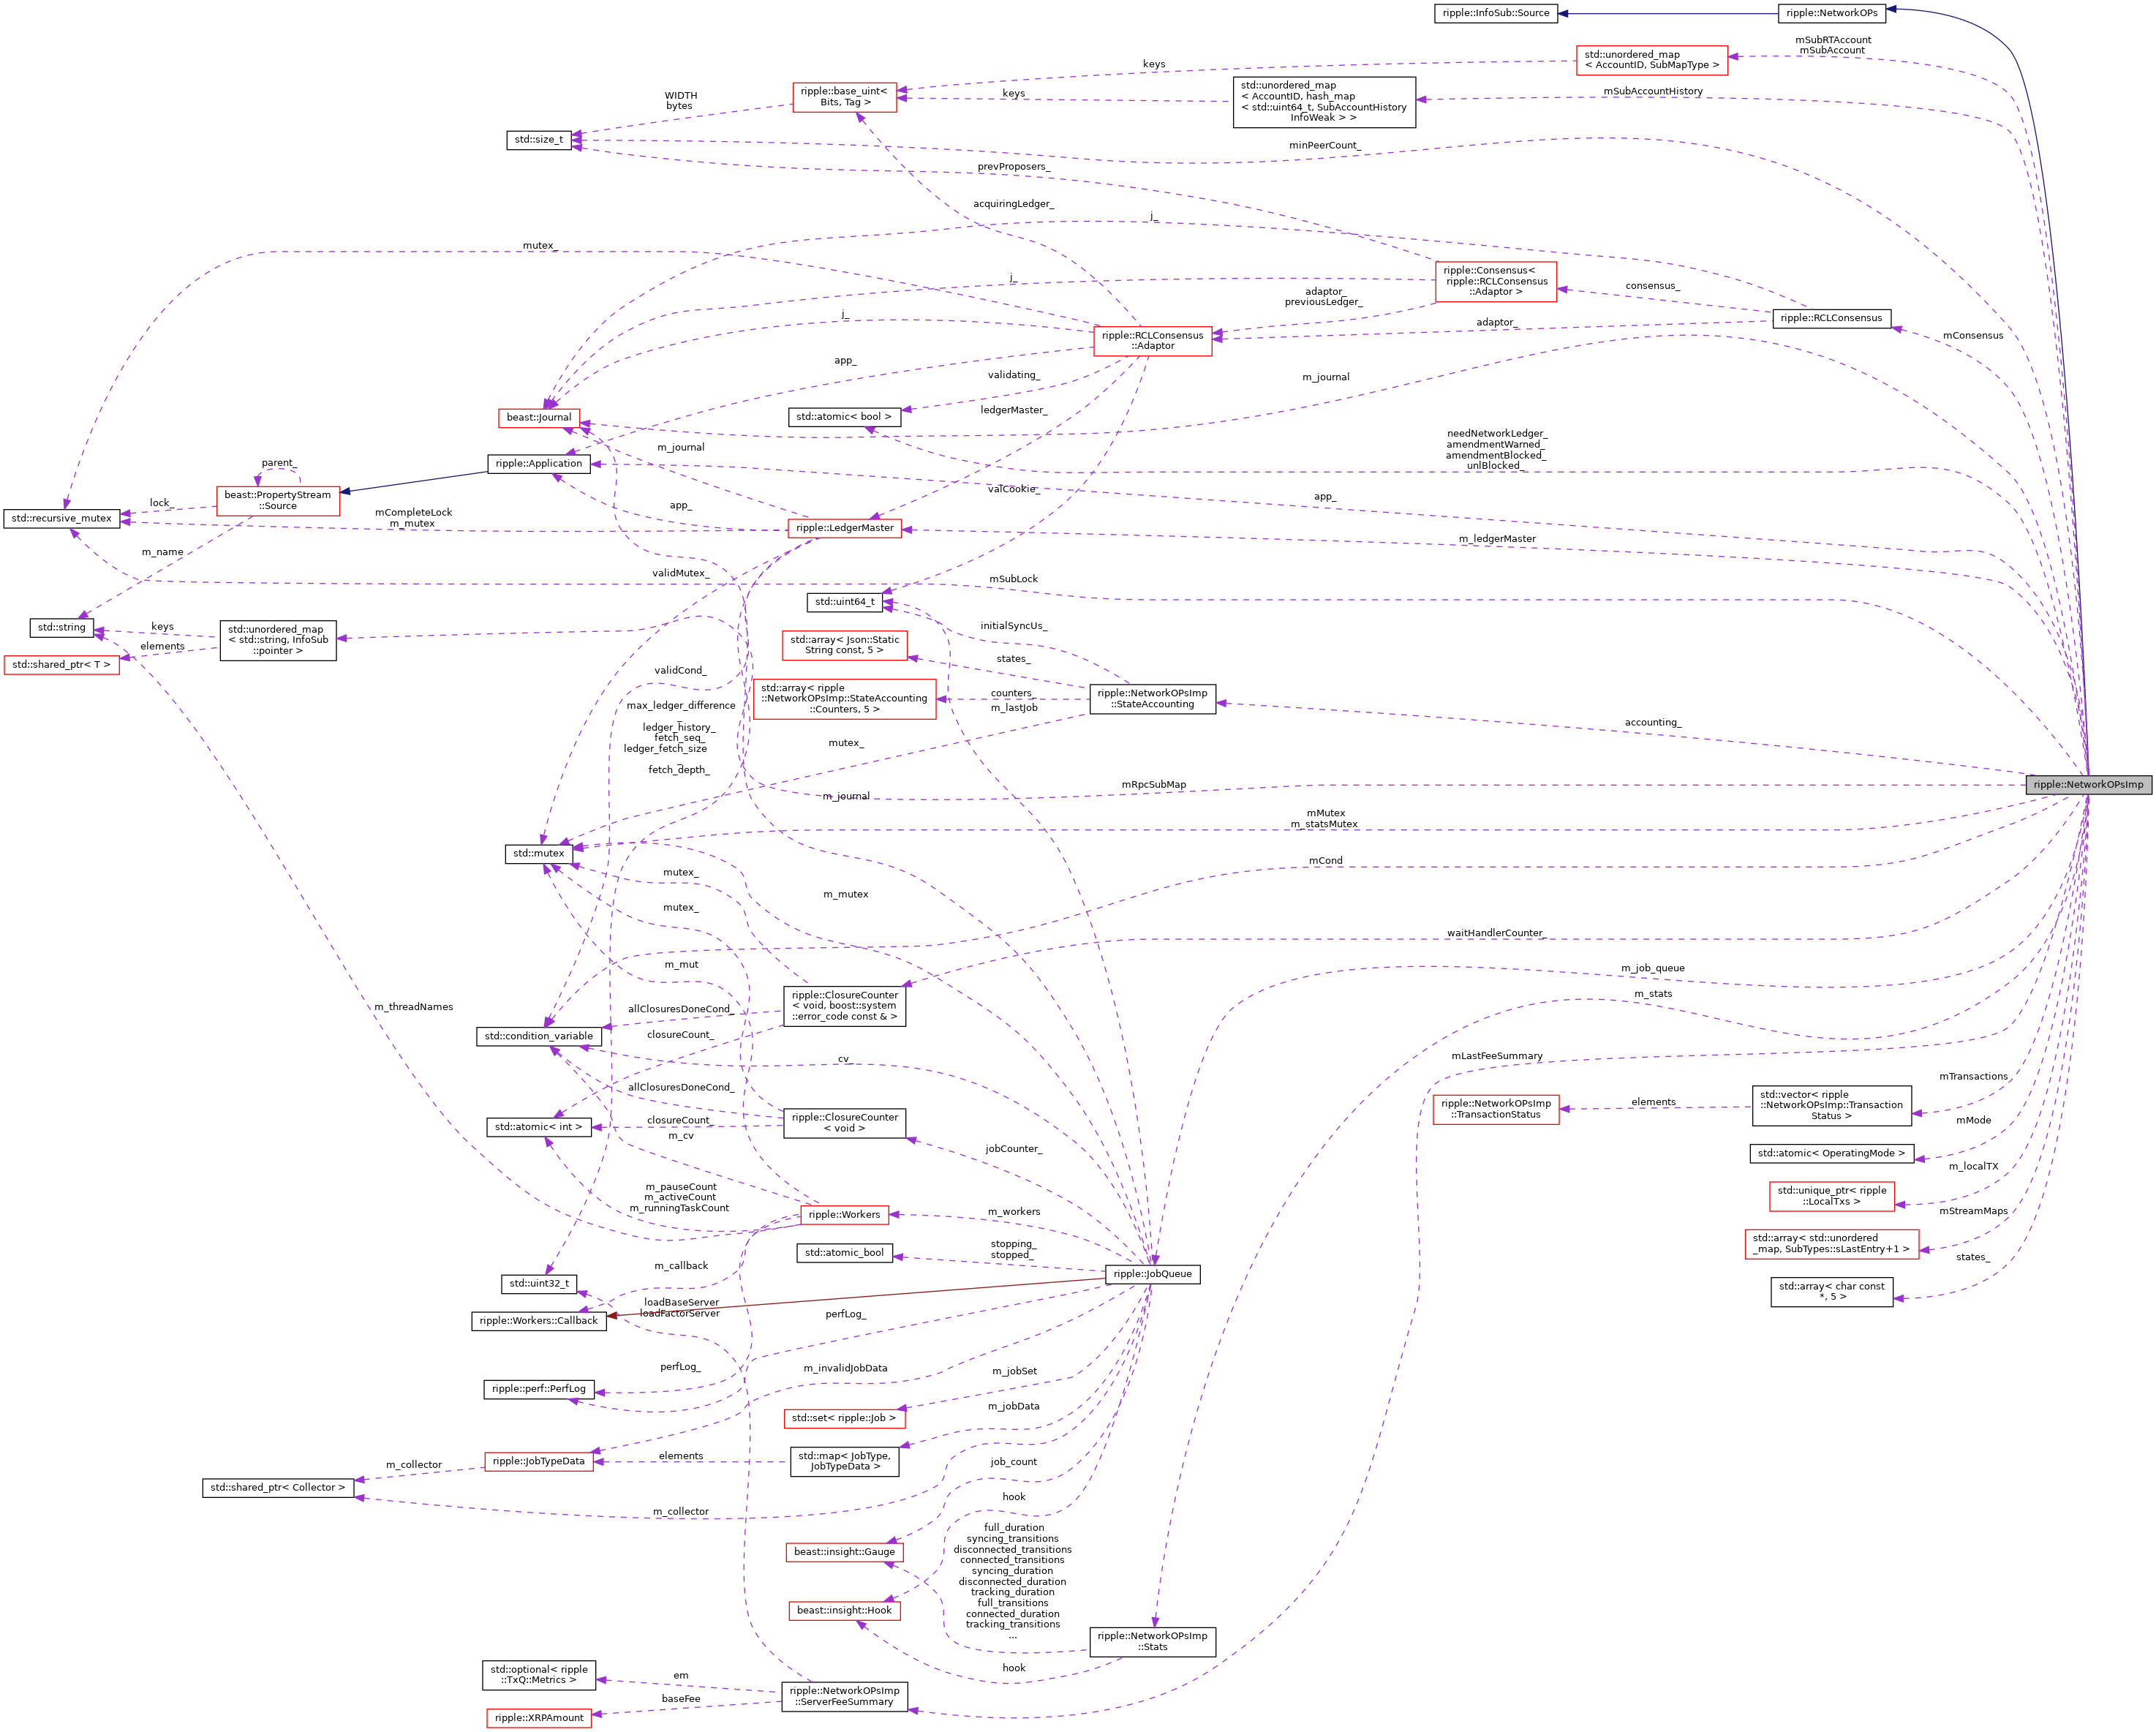 ripple::InfoSub::Source
ripple::NetworkOPs
mSubRTAccount
mSubAccount
std::unordered_map
< AccountID, SubMapType >
keys
ripple::base_uint<
Bits, Tag >
WIDTH
bytes
keys
std::unordered_map
< AccountID, hash_map
< std::uint64_t, SubAccountHistory
InfoWeak > >
mSubAccountHistory
std::size_t
minPeerCount_
prevProposers_
acquiringLedger_
j_
mutex_
ripple::Consensus<
ripple::RCLConsensus
::Adaptor >
j_
consensus_
adaptor_
previousLedger_
ripple::RCLConsensus
adaptor_
j_
ripple::RCLConsensus
::Adaptor
mConsensus
app_
validating_
m_journal
beast::Journal
std::atomic< bool >
ledgerMaster_
needNetworkLedger_
amendmentWarned_
amendmentBlocked_
unlBlocked_
m_journal
parent_
ripple::Application
beast::PropertyStream
::Source
lock_
valCookie_
app_
app_
std::recursive_mutex
mCompleteLock
m_mutex
ripple::LedgerMaster
m_ledgerMaster
m_name
validMutex_
mSubLock
std::uint64_t
std::string
keys
std::unordered_map
< std::string, InfoSub
::pointer >
initialSyncUs_
elements
std::shared_ptr< T >
std::array< Json::Static
String const, 5 >
states_
validCond_
std::array< ripple
::NetworkOPsImp::StateAccounting
::Counters, 5 >
counters_
m_lastJob
ripple::NetworkOPsImp
::StateAccounting
max_ledger_difference
_
ledger_history_
fetch_seq_
ledger_fetch_size
_
fetch_depth_
accounting_
mutex_
mRpcSubMap
ripple::NetworkOPsImp
m_journal
mMutex
m_statsMutex
std::mutex
mCond
mutex_
m_mutex
mutex_
waitHandlerCounter_
m_mut
m_job_queue
m_stats
ripple::ClosureCounter
< void, boost::system
::error_code const & >
m_threadNames
allClosuresDoneCond_
std::condition_variable
closureCount_
cv_
mLastFeeSummary
mTransactions
allClosuresDoneCond_
ripple::NetworkOPsImp
::TransactionStatus
elements
std::vector< ripple
::NetworkOPsImp::Transaction
Status >
ripple::ClosureCounter
< void >
closureCount_
std::atomic< int >
mMode
m_cv
jobCounter_
std::atomic< OperatingMode >
m_localTX
m_pauseCount
m_activeCount
m_runningTaskCount
ripple::Workers
m_workers
std::unique_ptr< ripple
::LocalTxs >
mStreamMaps
std::array< std::unordered
_map, SubTypes::sLastEntry+1 >
std::atomic_bool
stopping_
stopped_
states_
m_callback
ripple::JobQueue
std::uint32_t
std::array< char const
*, 5 >
loadBaseServer
loadFactorServer
ripple::Workers::Callback
perfLog_
perfLog_
m_invalidJobData
m_jobSet
ripple::perf::PerfLog
std::set< ripple::Job >
m_jobData
ripple::JobTypeData
elements
std::map< JobType,
JobTypeData >
m_collector
job_count
std::shared_ptr< Collector >
hook
m_collector
full_duration
syncing_transitions
disconnected_transitions
connected_transitions
syncing_duration
disconnected_duration
tracking_duration
full_transitions
connected_duration
tracking_transitions
...
beast::insight::Gauge
beast::insight::Hook
ripple::NetworkOPsImp
::Stats
hook
std::optional< ripple
::TxQ::Metrics >
em
ripple::NetworkOPsImp
::ServerFeeSummary
baseFee
ripple::XRPAmount